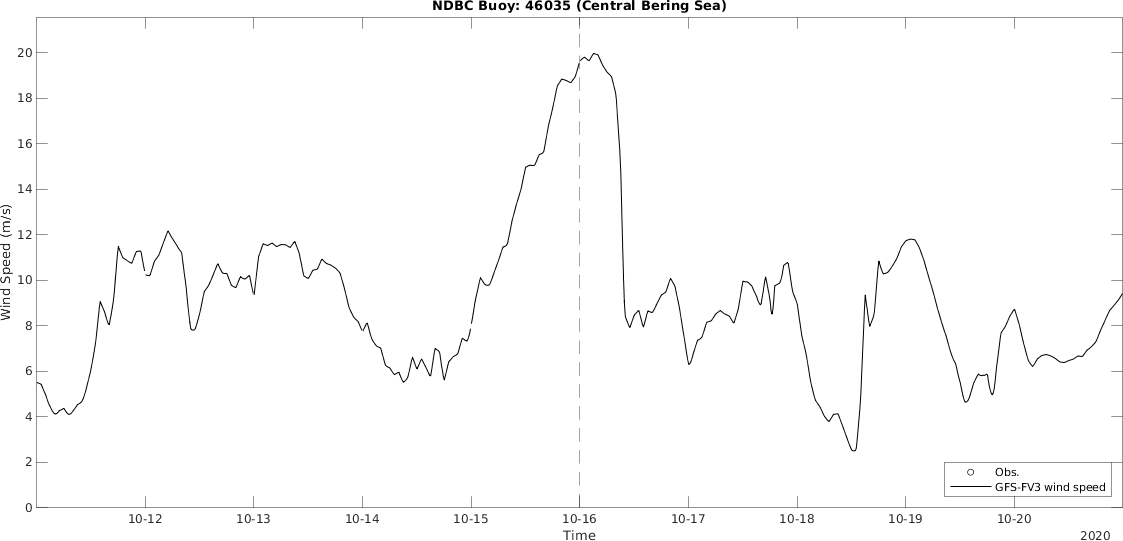 NDBC Buoy: 46035 (Central Bering Sea)
20
18
16
14
12
10
8
6
4
2
0
Wind Speed (m/s)
10-12 10-13 10-14 10-15 10-16 10-17 10-18 10-19 10-20
Time
2020
Obs.
GFS-FV3 wind speed